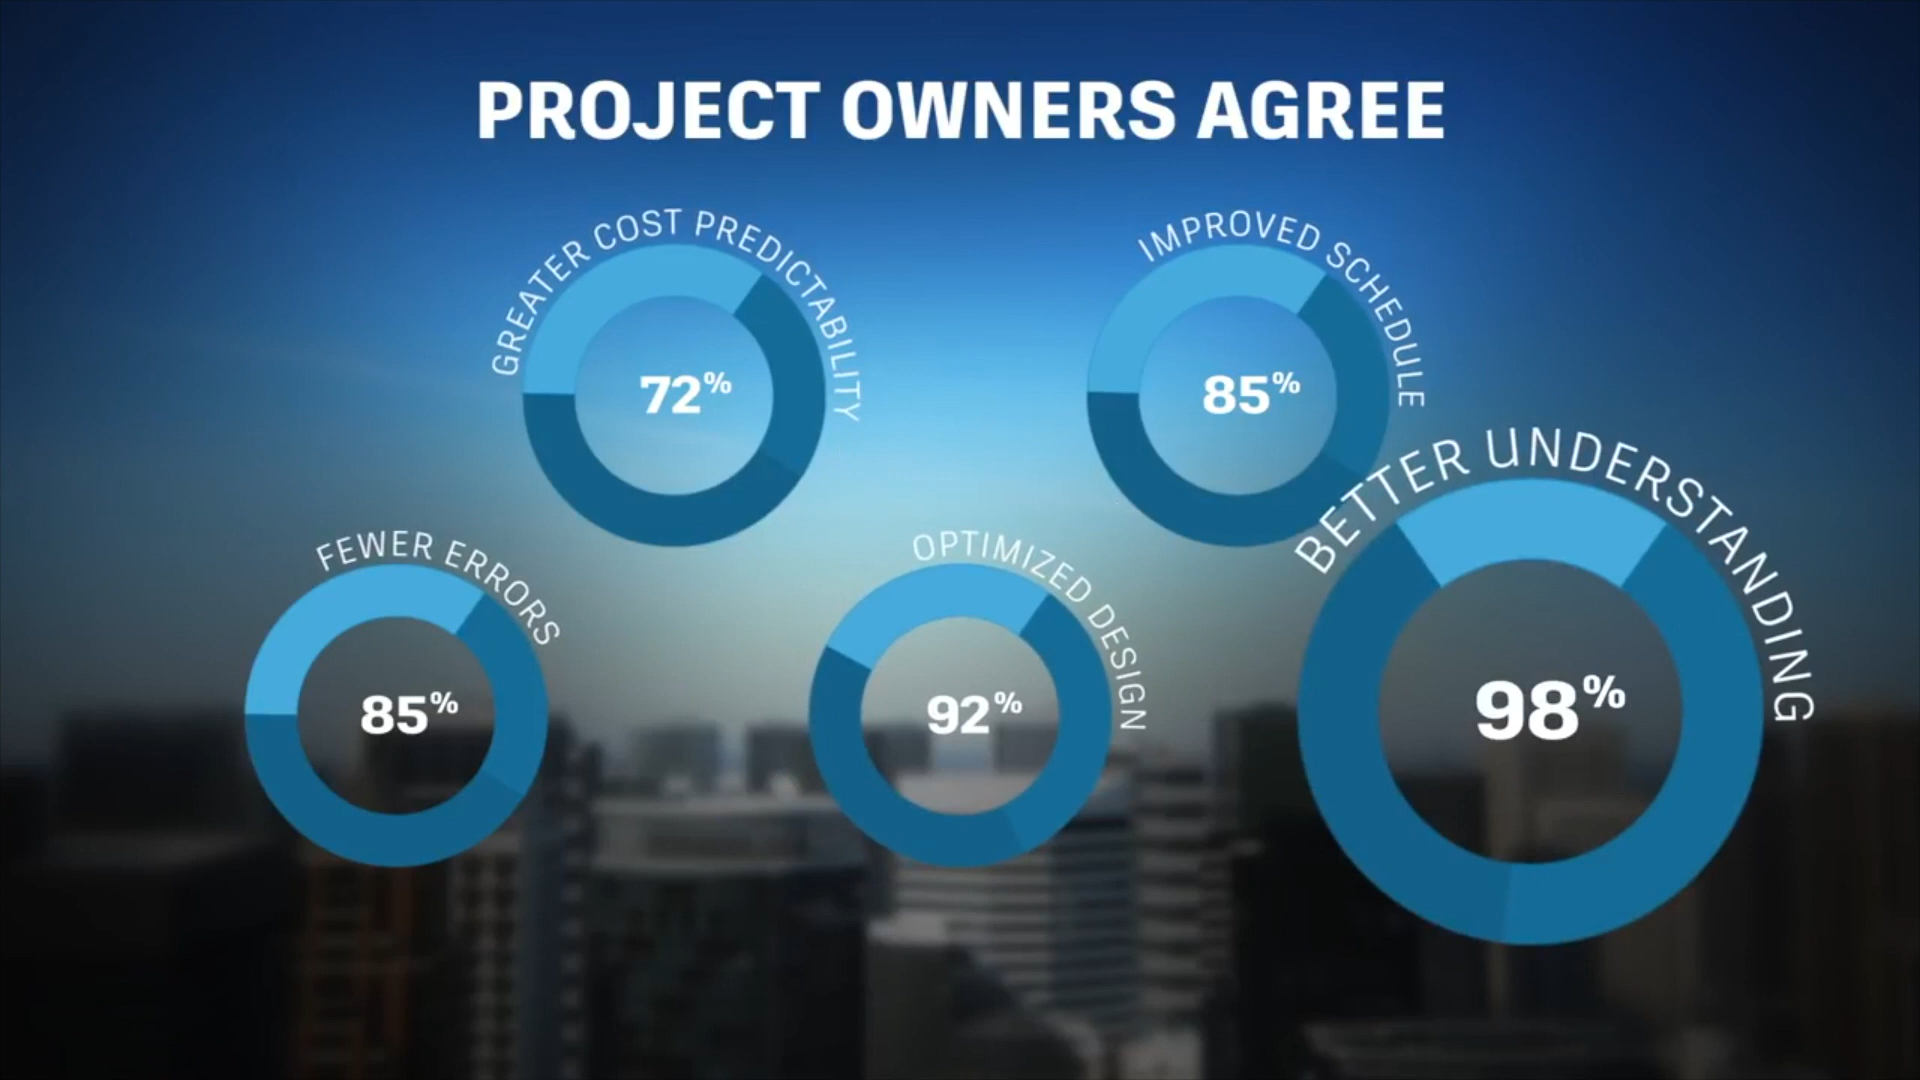 PROJECT OWNERS AGREE
GREATER COST PREDICTABILITY
72%
IMPROVED SCHEDULE
85%
FEWER ERRORS
85%
OPTIMIZED DESIGN
92%
BETTER UNDERSTANDING
98%